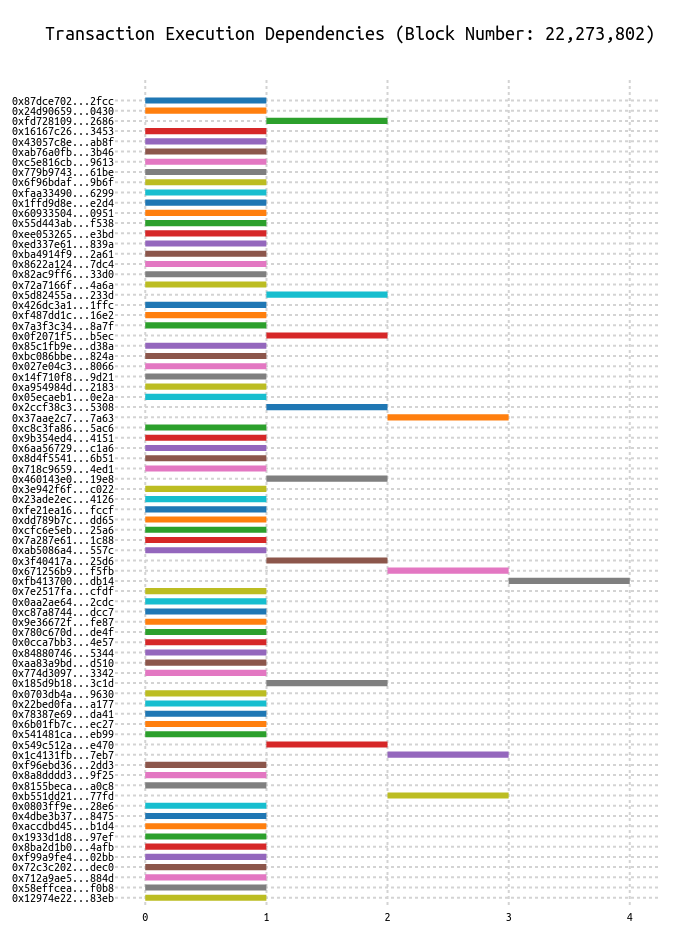 Transaction Execution Dependencies (Block Number: 22,273,802)
0x87dce702...2fcc
0x24d90659...0430
0xfd728109...2686
0x16167c26...3453
0x43057c8e...ab8f
0xab76a0fb...3b46
0xc5e816cb...9613
0x779b9743...61be
0x6f96bdaf...9b6f
0xfaa33490...6299
0x1ffd9d8e...e2d4
0x60933504...0951
0x55d443ab...f538
0xee053265...e3bd
0xed337e61...839a
0xba4914f9...2a61
0x8622a124...7dc4
0x82ac9ff6...33d0
0x72a7166f...4a6a
0x5d82455a...233d
0x426dc3a1...1ffc
0xf487dd1c...16e2
0x7a3f3c34...8a7f
0x0f2071f5...b5ec
0x85c1fb9e...d38a
0xbc086bbe...824a
0x027e04c3...8066
0x14f710f8...9d21
0xa954984d...2183
0x05ecaeb1...0e2a
0x2ccf38c3...5308
0x37aae2c7...7a63
0xc8c3fa86...5ac6
0x9b354ed4...4151
0x6aa56729...c1a6
0x8d4f5541...6b51
0x718c9659...4ed1
0x460143e0...19e8
0x3e942f6f...c022
0x23ade2ec...4126
0xfe21ea16...fccf
0xdd789b7c...dd65
0xcfc6e5eb...25a6
0x7a287e61...1c88
0xab5086a4...557c
0x3f40417a...25d6
0x671256b9...f5fb
0xfb413700...db14
0x7e2517fa...cfdf
0x0aa2ae64...2cdc
0xc87a8744...dcc7
0x9e36672f...fe87
0x780c670d...de4f
0x0cca7bb3...4e57
0x84880746...5344
0xaa83a9bd...d510
0x774d3097...3342
0x185d9b18...3c1d
0x0703db4a...9630
0x22bed0fa...a177
0x78387e69...da41
0x6b01fb7c...ec27
0x541481ca...eb99
0x549c512a...e470
0x1c4131fb...7eb7
0xf96ebd36...2dd3
0x8a8dddd3...9f25
0x8155beca...a0c8
0xb551dd21...77fd
0x0803ff9e...28e6
0x4dbe3b37...8475
0xaccdbd45...b1d4
0x1933d1d8...97ef
0x8ba2d1b0...4afb
0xf99a9fe4...02bb
0x72c3c202...dec0
0x712a9ae5...884d
0x58effcea...f0b8
0x12974e22...83eb
0 1 2 3 4